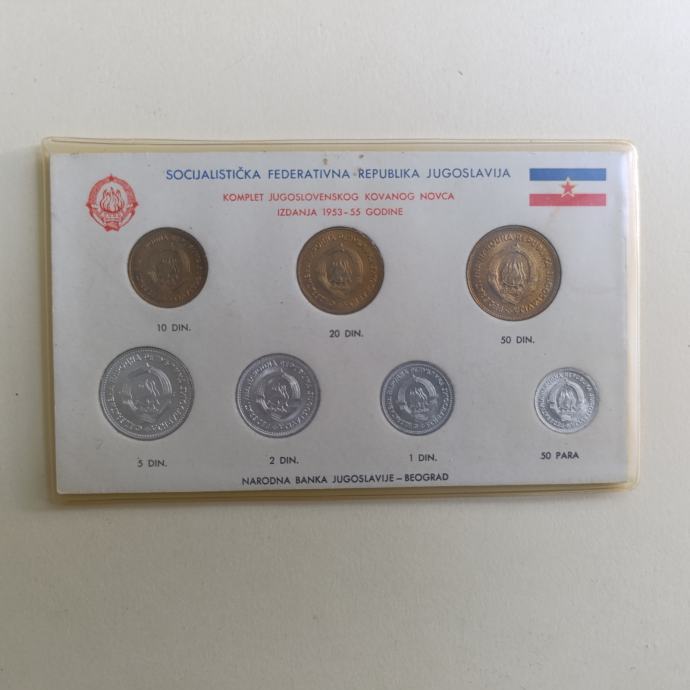 SOCIJALISTIČKA FEDERATIVNA REPUBLIKA JUGOSLAVIJA
KOMPLET JUGOSLOVENSKOG KOVANOG NOVCA
IZDANJA 1953-55 GODINE
10 DIN.
20 DIN.
50 DIN.
5 DIN.
2 DIN.
1 DIN.
50 PARA
NARODNA BANKA JUGOSLAVIJE – BEOGRAD